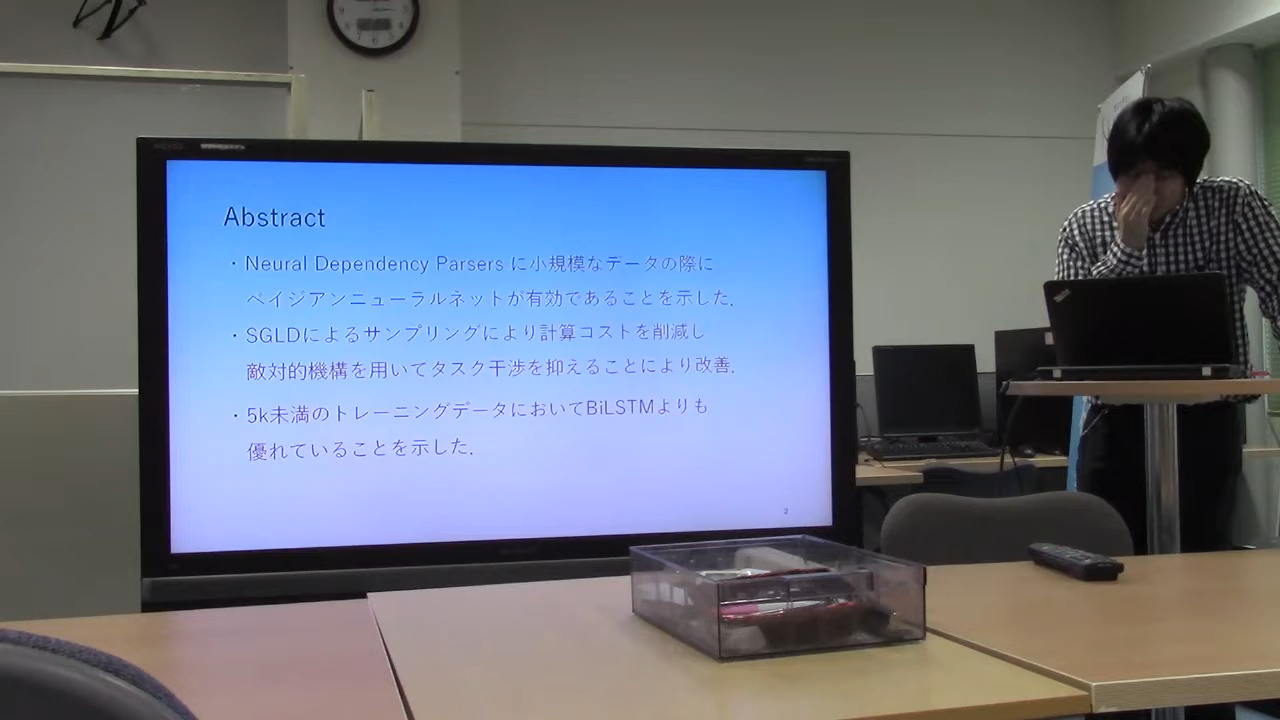 Abstract
・Neural Dependency Parsers に小規模なデータの際に
ベイジアンニューラルネットが有効であることを示した.
・SGLDによるサンプリングにより計算コストを削減し
敵対的機構を用いてタスク干渉を抑えることにより改善.
・5k未満のトレーニングデータにおいてBiLSTMよりも
優れていることを示した.
2